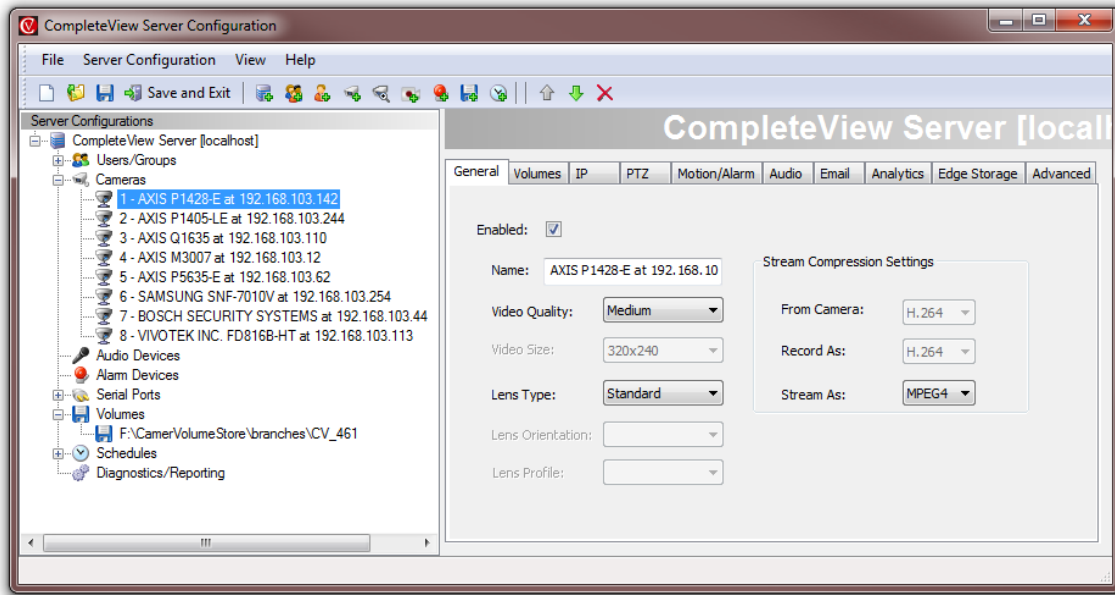 CompleteView Server Configuration
File Server Configuration View Help
Save and Exit
Server Configurations
CompleteView Server [localhost]
Users/Groups
Cameras
1 - AXIS P1428-E at 192.168.103.142
2 - AXIS P1405-LE at 192.168.103.244
3 - AXIS Q1635 at 192.168.103.110
4 - AXIS M3007 at 192.168.103.12
5 - AXIS P5635-E at 192.168.103.62
6 - SAMSUNG SNF-7010V at 192.168.103.254
7 - BOSCH SECURITY SYSTEMS at 192.168.103.44
8 - VIVOTEK INC. FD816B-HT at 192.168.103.113
Audio Devices
Alarm Devices
Serial Ports
Volumes
F:\CamerVolumeStore\branches\CV_461
Schedules
Diagnostics/Reporting
CompleteView Server [local
General Volumes IP PTZ Motion/Alarm Audio Email Analytics Edge Storage Advanced
Enabled:
Name: AXIS P1428-E at 192.168.10
Video Quality: Medium
Video Size: 320x240
Lens Type: Standard
Lens Orientation:
Lens Profile:
Stream Compression Settings
From Camera: H.264
Record As: H.264
Stream As: MPEG4